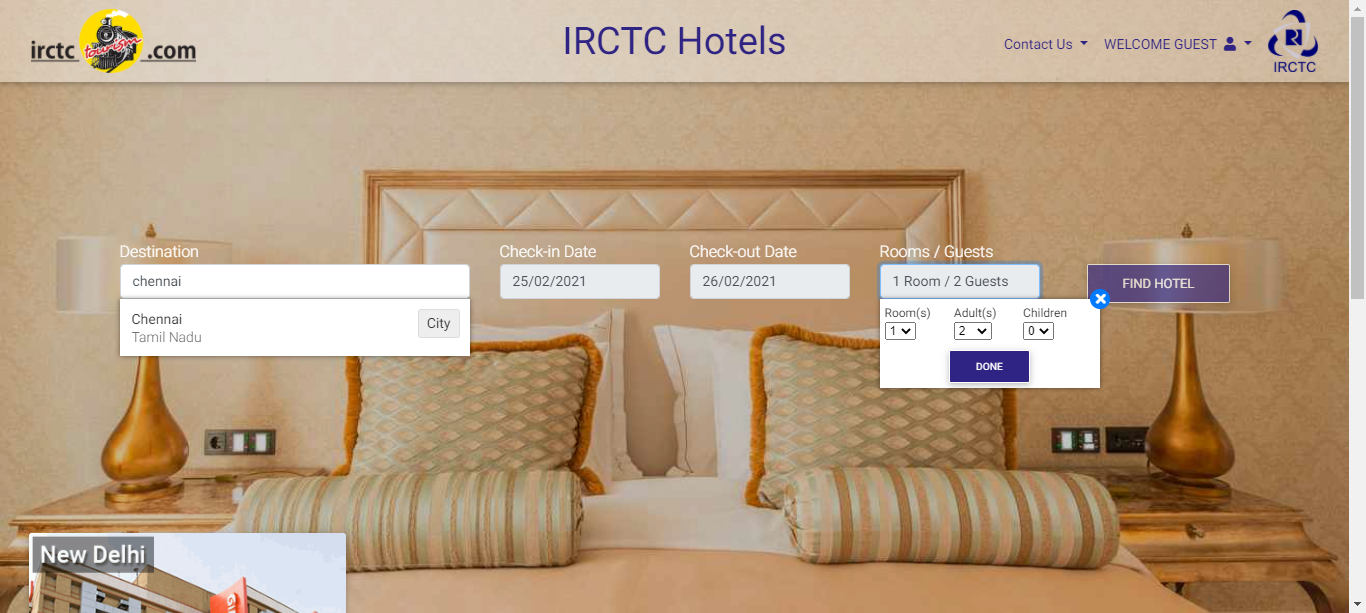 irctc tourism .com
IRCTC Hotels
Contact Us
WELCOME GUEST
IRCTC
Destination
Check-in Date
Check-out Date
Rooms / Guests
chennai
25/02/2021
26/02/2021
1 Room / 2 Guests
FIND HOTEL
Chennai
Tamil Nadu
City
Room(s) Adult(s) Children
1 2 0
DONE
New Delhi